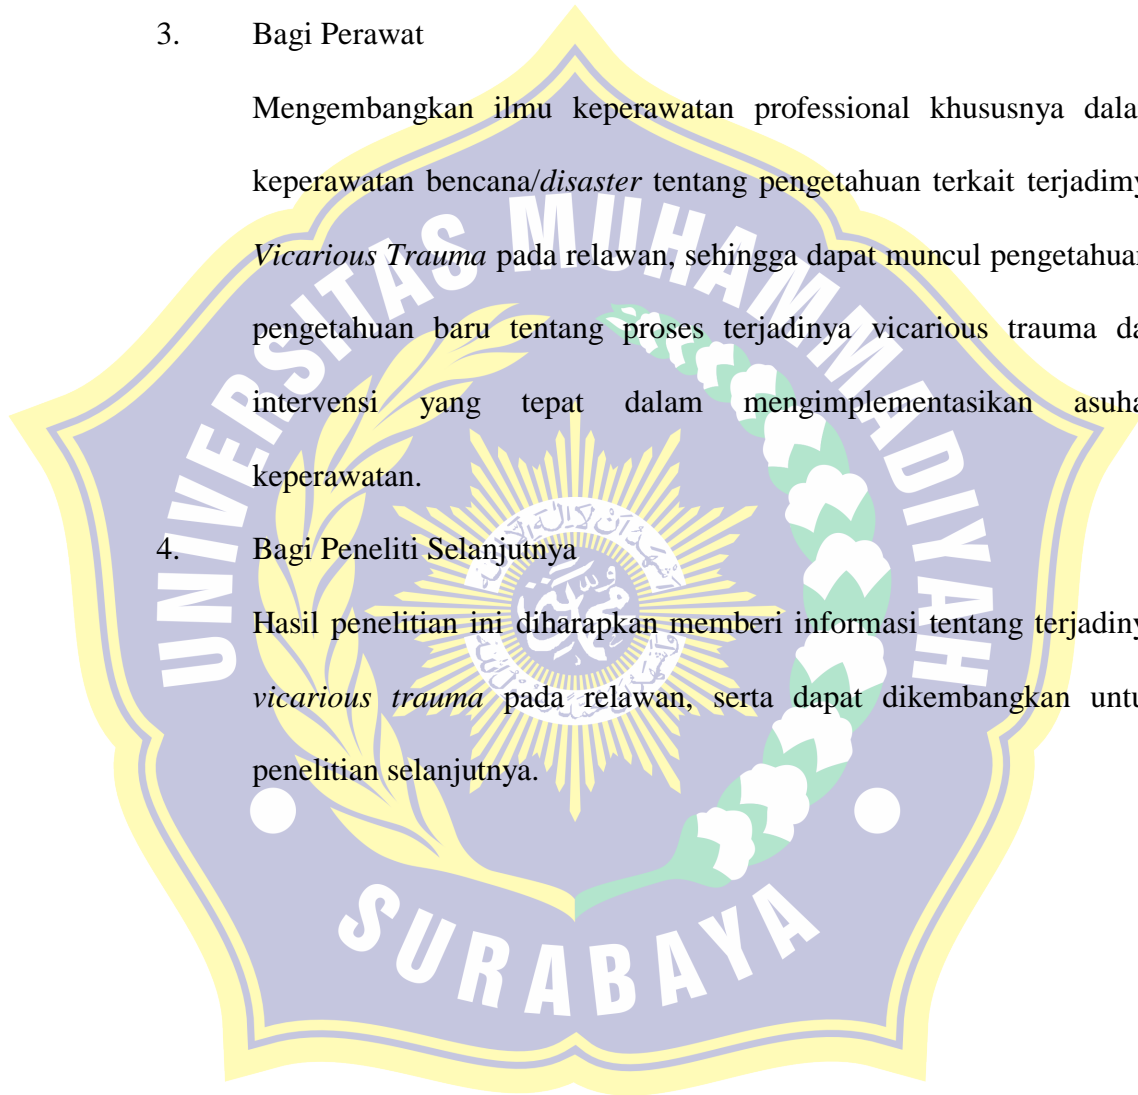 3. Bagi Perawat
Mengembangkan ilmu keperawatan professional khususnya dala
keperawatan bencana/disaster tentang pengetahuan terkait terjadimy
Vicarious Trauma pada relawan, sehingga dapat muncul pengetahuan
pengetahuan baru tentang proses terjadinya vicarious trauma da
intervensi yang tepat dalam mengimplementasikan asuha
keperawatan.
4. Bagi Peneliti Selanjutnya
Hasil penelitian ini diharapkan memberi informasi tentang terjadiny
vicarious trauma pada relawan, serta dapat dikembangkan untu
penelitian selanjutnya.
UNIVERSITAS MUHAMMADIYAH
SURABAYA